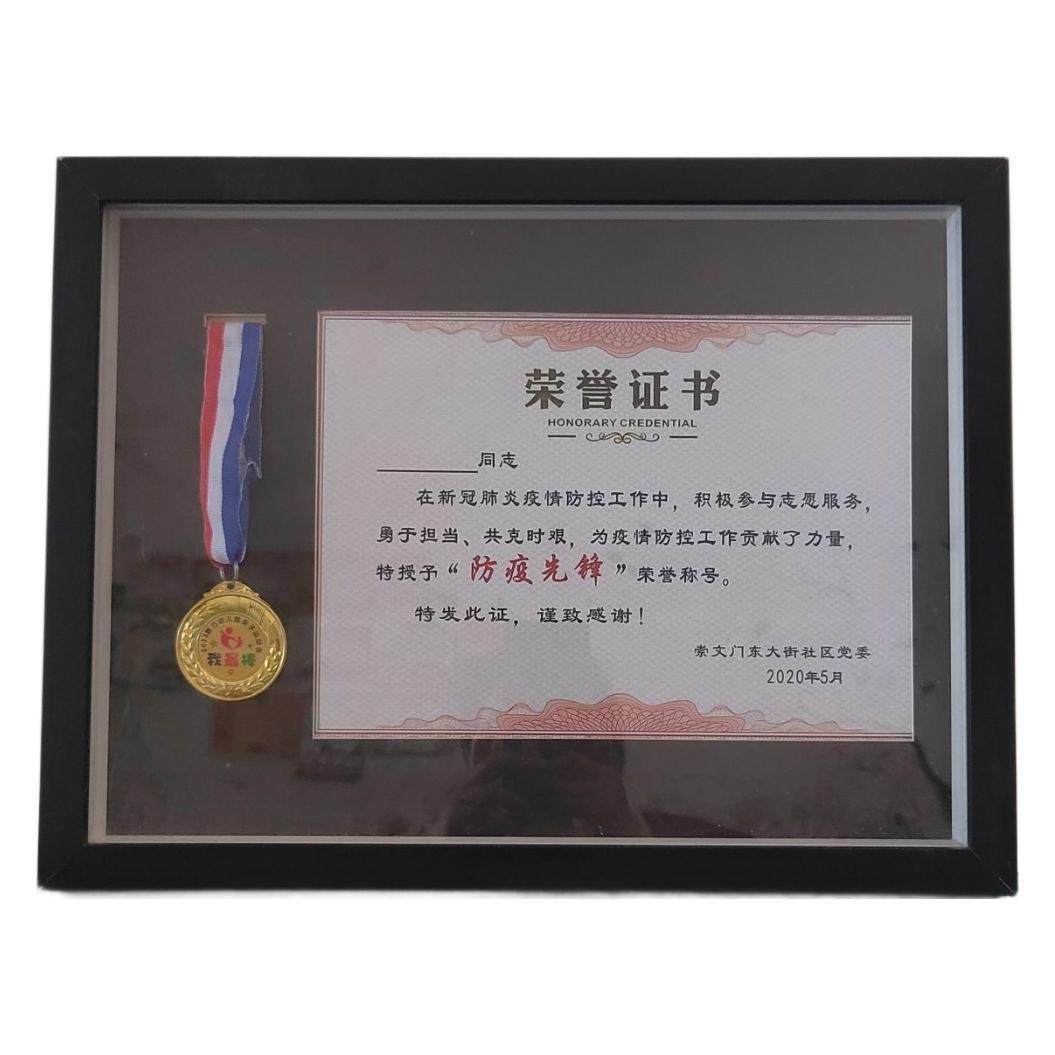 荣誉证书
HONORARY CREDENTIAL
同志
在新冠肺炎疫情防控工作中，积极参与志愿服务，
勇于担当、共克时艰，为疫情防控工作贡献了力量，
特授予“防疫先锋”荣誉称号。
特发此证，谨致感谢！
崇文门东大街社区党委
2020年5月
我最棒